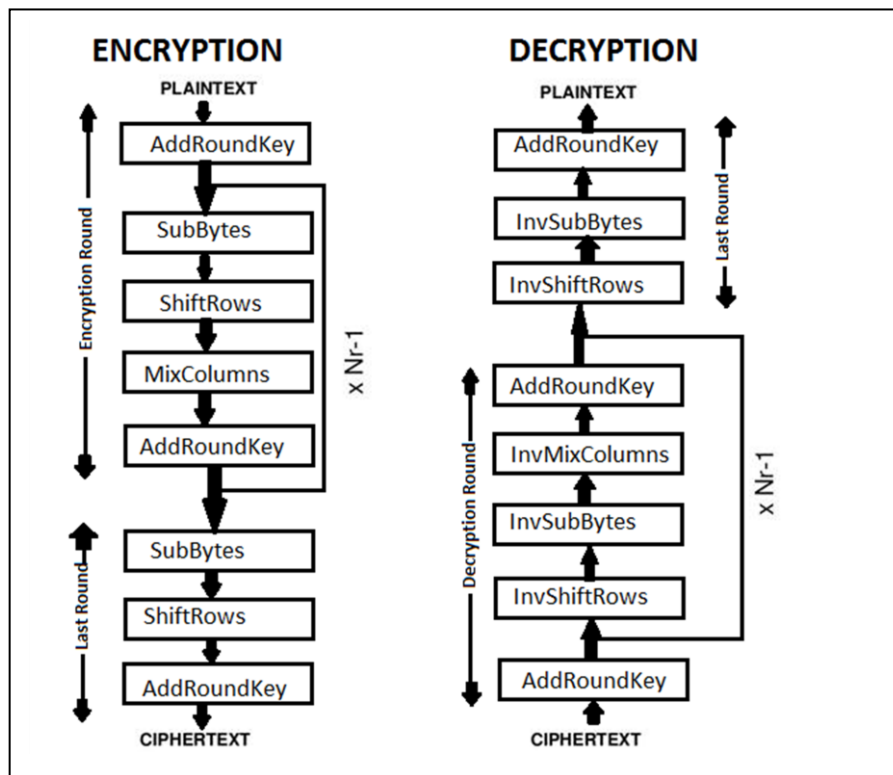 ENCRYPTION
PLAINTEXT
AddRoundKey
SubBytes
ShiftRows
MixColumns
AddRoundKey
Encryption Round
x Nr-1
SubBytes
ShiftRows
AddRoundKey
Last Round
CIPHERTEXT
DECRYPTION
PLAINTEXT
AddRoundKey
InvSubBytes
InvShiftRows
Last Round
AddRoundKey
InvMixColumns
InvSubBytes
InvShiftRows
AddRoundKey
Decryption Round
x Nr-1
CIPHERTEXT